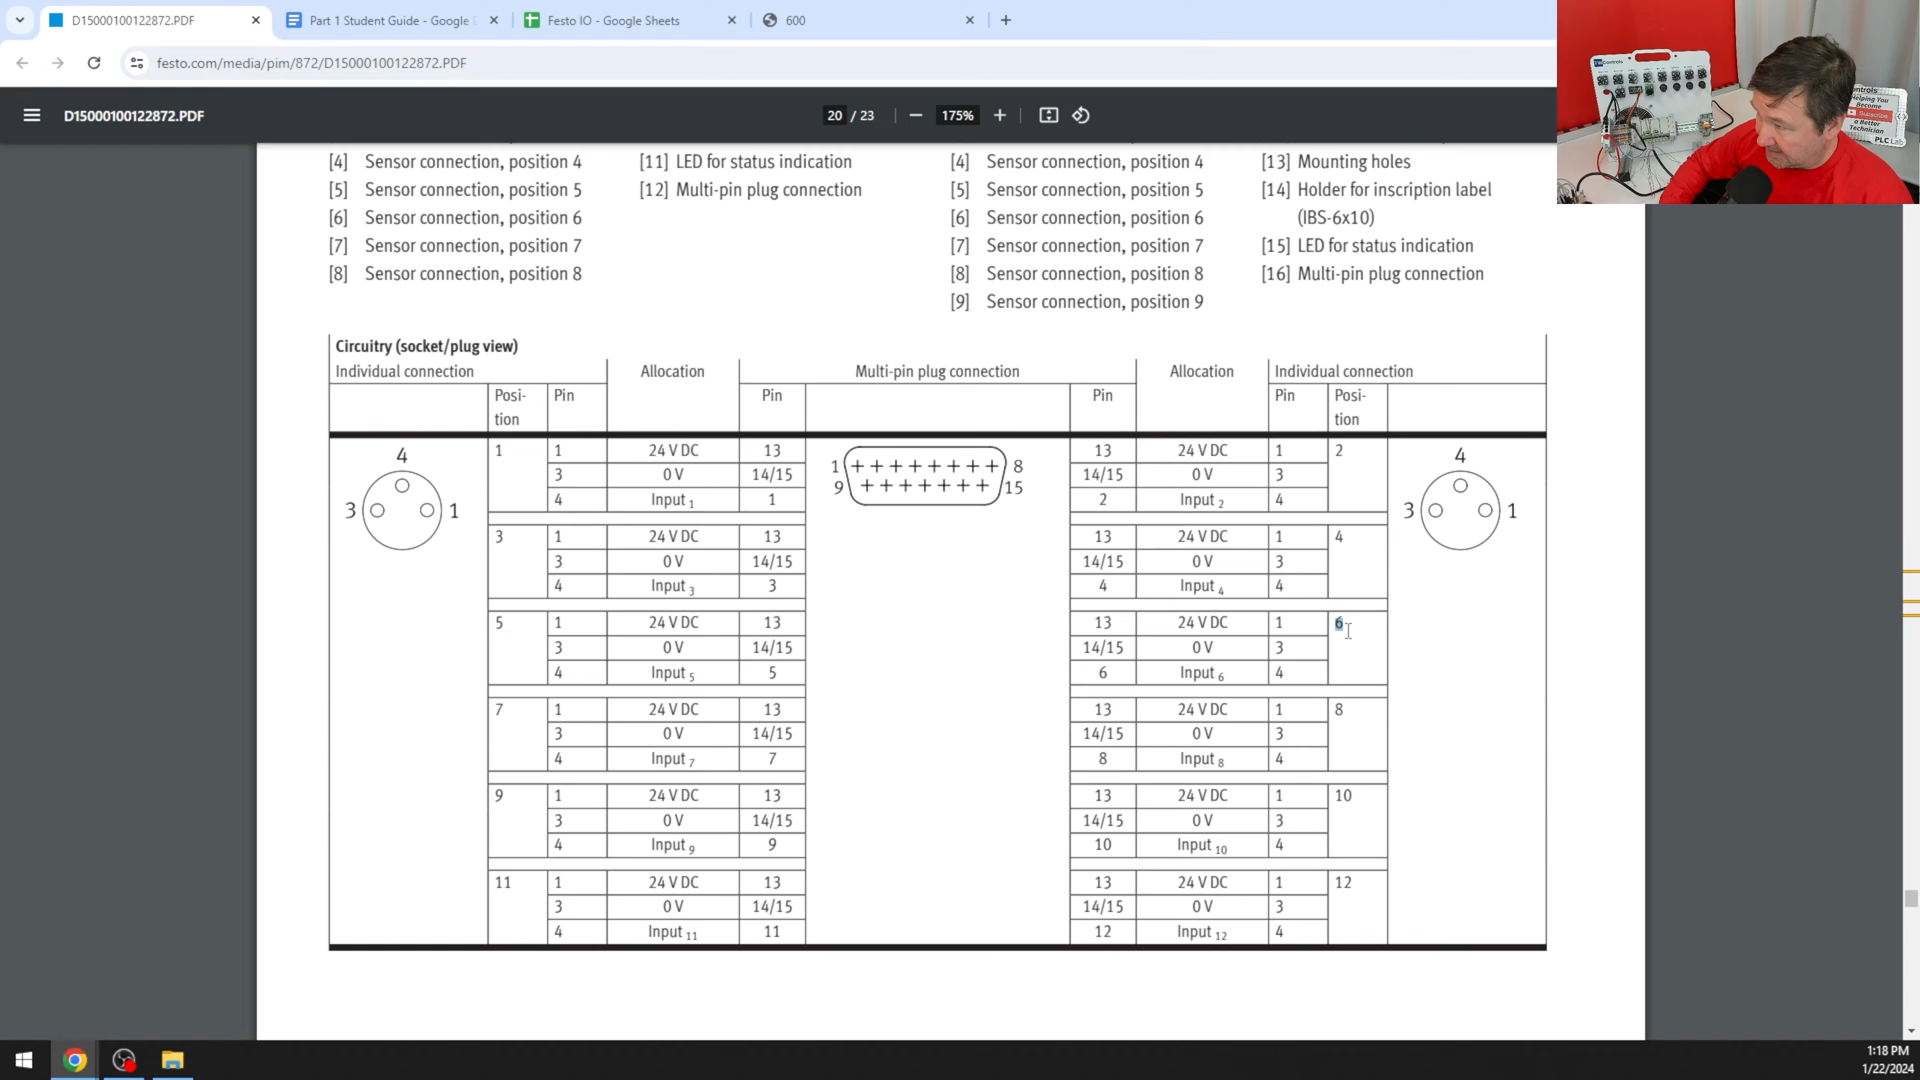 D15000100122872.PDF
Part 1 Student Guide - Google
Festo IO - Google Sheets
600
festo.com/media/pim/872/D15000100122872.PDF
D15000100122872.PDF
20 / 23
175%
Controls
Helping You
Become
Subscribe
a Better
Technician
PLC Lab
[4] Sensor connection, position 4
[5] Sensor connection, position 5
[6] Sensor connection, position 6
[7] Sensor connection, position 7
[8] Sensor connection, position 8
[11] LED for status indication
[12] Multi-pin plug connection
[4] Sensor connection, position 4
[5] Sensor connection, position 5
[6] Sensor connection, position 6
[7] Sensor connection, position 7
[8] Sensor connection, position 8
[9] Sensor connection, position 9
[13] Mounting holes
[14] Holder for inscription label
(IBS-6x10)
[15] LED for status indication
[16] Multi-pin plug connection
Circuitry (socket/plug view)
Individual connection Allocation Multi-pin plug connection Allocation Individual connection
Posi- Pin Pin Pin Pin Posi-
tion tion
1 1 24 V DC 13 13 24 V DC 1 2
3 0 V 14/15 14/15 0 V 3
4 Input 1 1 2 Input 2 4
4
3 1
1 8
9 15
4
3 1
3 1 24 V DC 13 13 24 V DC 1 4
3 0 V 14/15 14/15 0 V 3
4 Input 3 3 4 Input 4 4
5 1 24 V DC 13 13 24 V DC 1 6
3 0 V 14/15 14/15 0 V 3
4 Input 5 5 6 Input 6 4
7 1 24 V DC 13 13 24 V DC 1 8
3 0 V 14/15 14/15 0 V 3
4 Input 7 7 8 Input 8 4
9 1 24 V DC 13 13 24 V DC 1 10
3 0 V 14/15 14/15 0 V 3
4 Input 9 9 10 Input 10 4
11 1 24 V DC 13 13 24 V DC 1 12
3 0 V 14/15 14/15 0 V 3
4 Input 11 11 12 Input 12 4
1:18 PM
1/22/2024